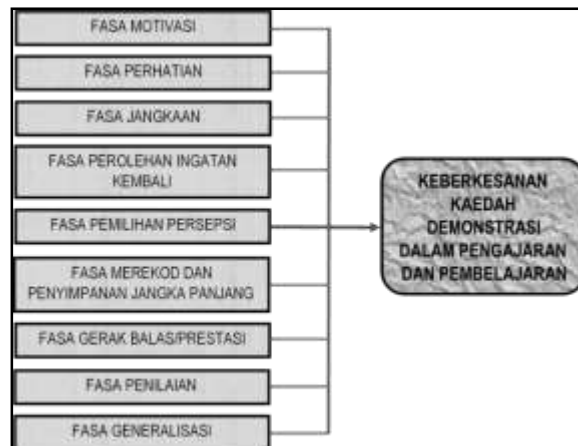 FASA MOTIVASI
FASA PERHATIAN
FASA JANGKAAN
FASA PEROLEHAN INGATAN
KEMBALI
FASA PEMILIHAN PERSEPSI
FASA MEREKOD DAN
PENYIMPANAN JANGKA PANJANG
FASA GERAK BALAS/PRESTASI
FASA PENILAIAN
FASA GENERALISASI
KEBERKESANAN
KAEDAH
DEMONSTRASI
DALAM PENGAJARAN
DAN PEMBELAJARAN